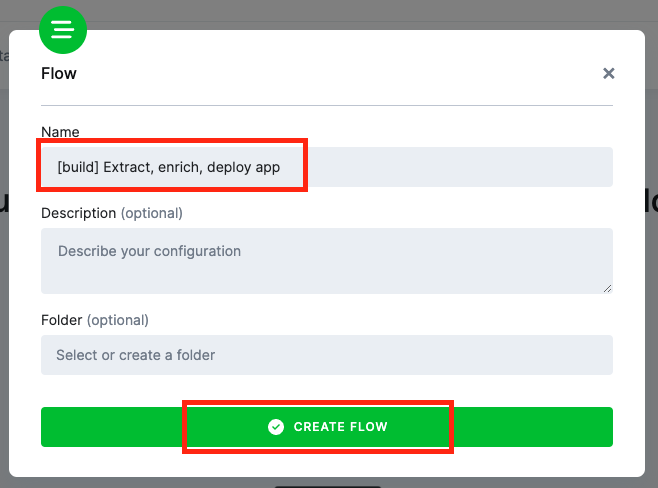 Flow
Name
[build] Extract, enrich, deploy app
Description (optional)
Describe your configuration
Folder (optional)
Select or create a folder
CREATE FLOW